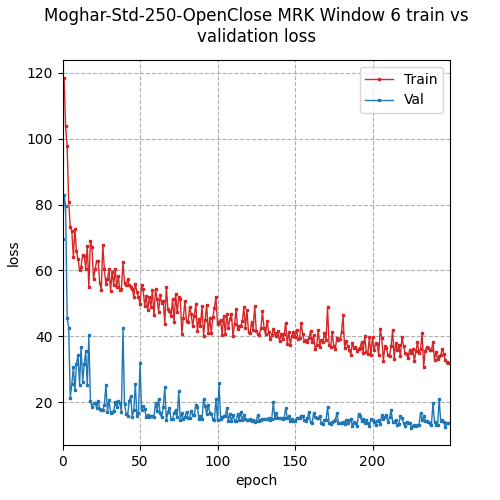 Moghar-Std-250-OpenClose MRK Window 6 train vs
validation loss
120
100
80
60
40
20
loss
Train
Val
0
50
100
150
200
epoch